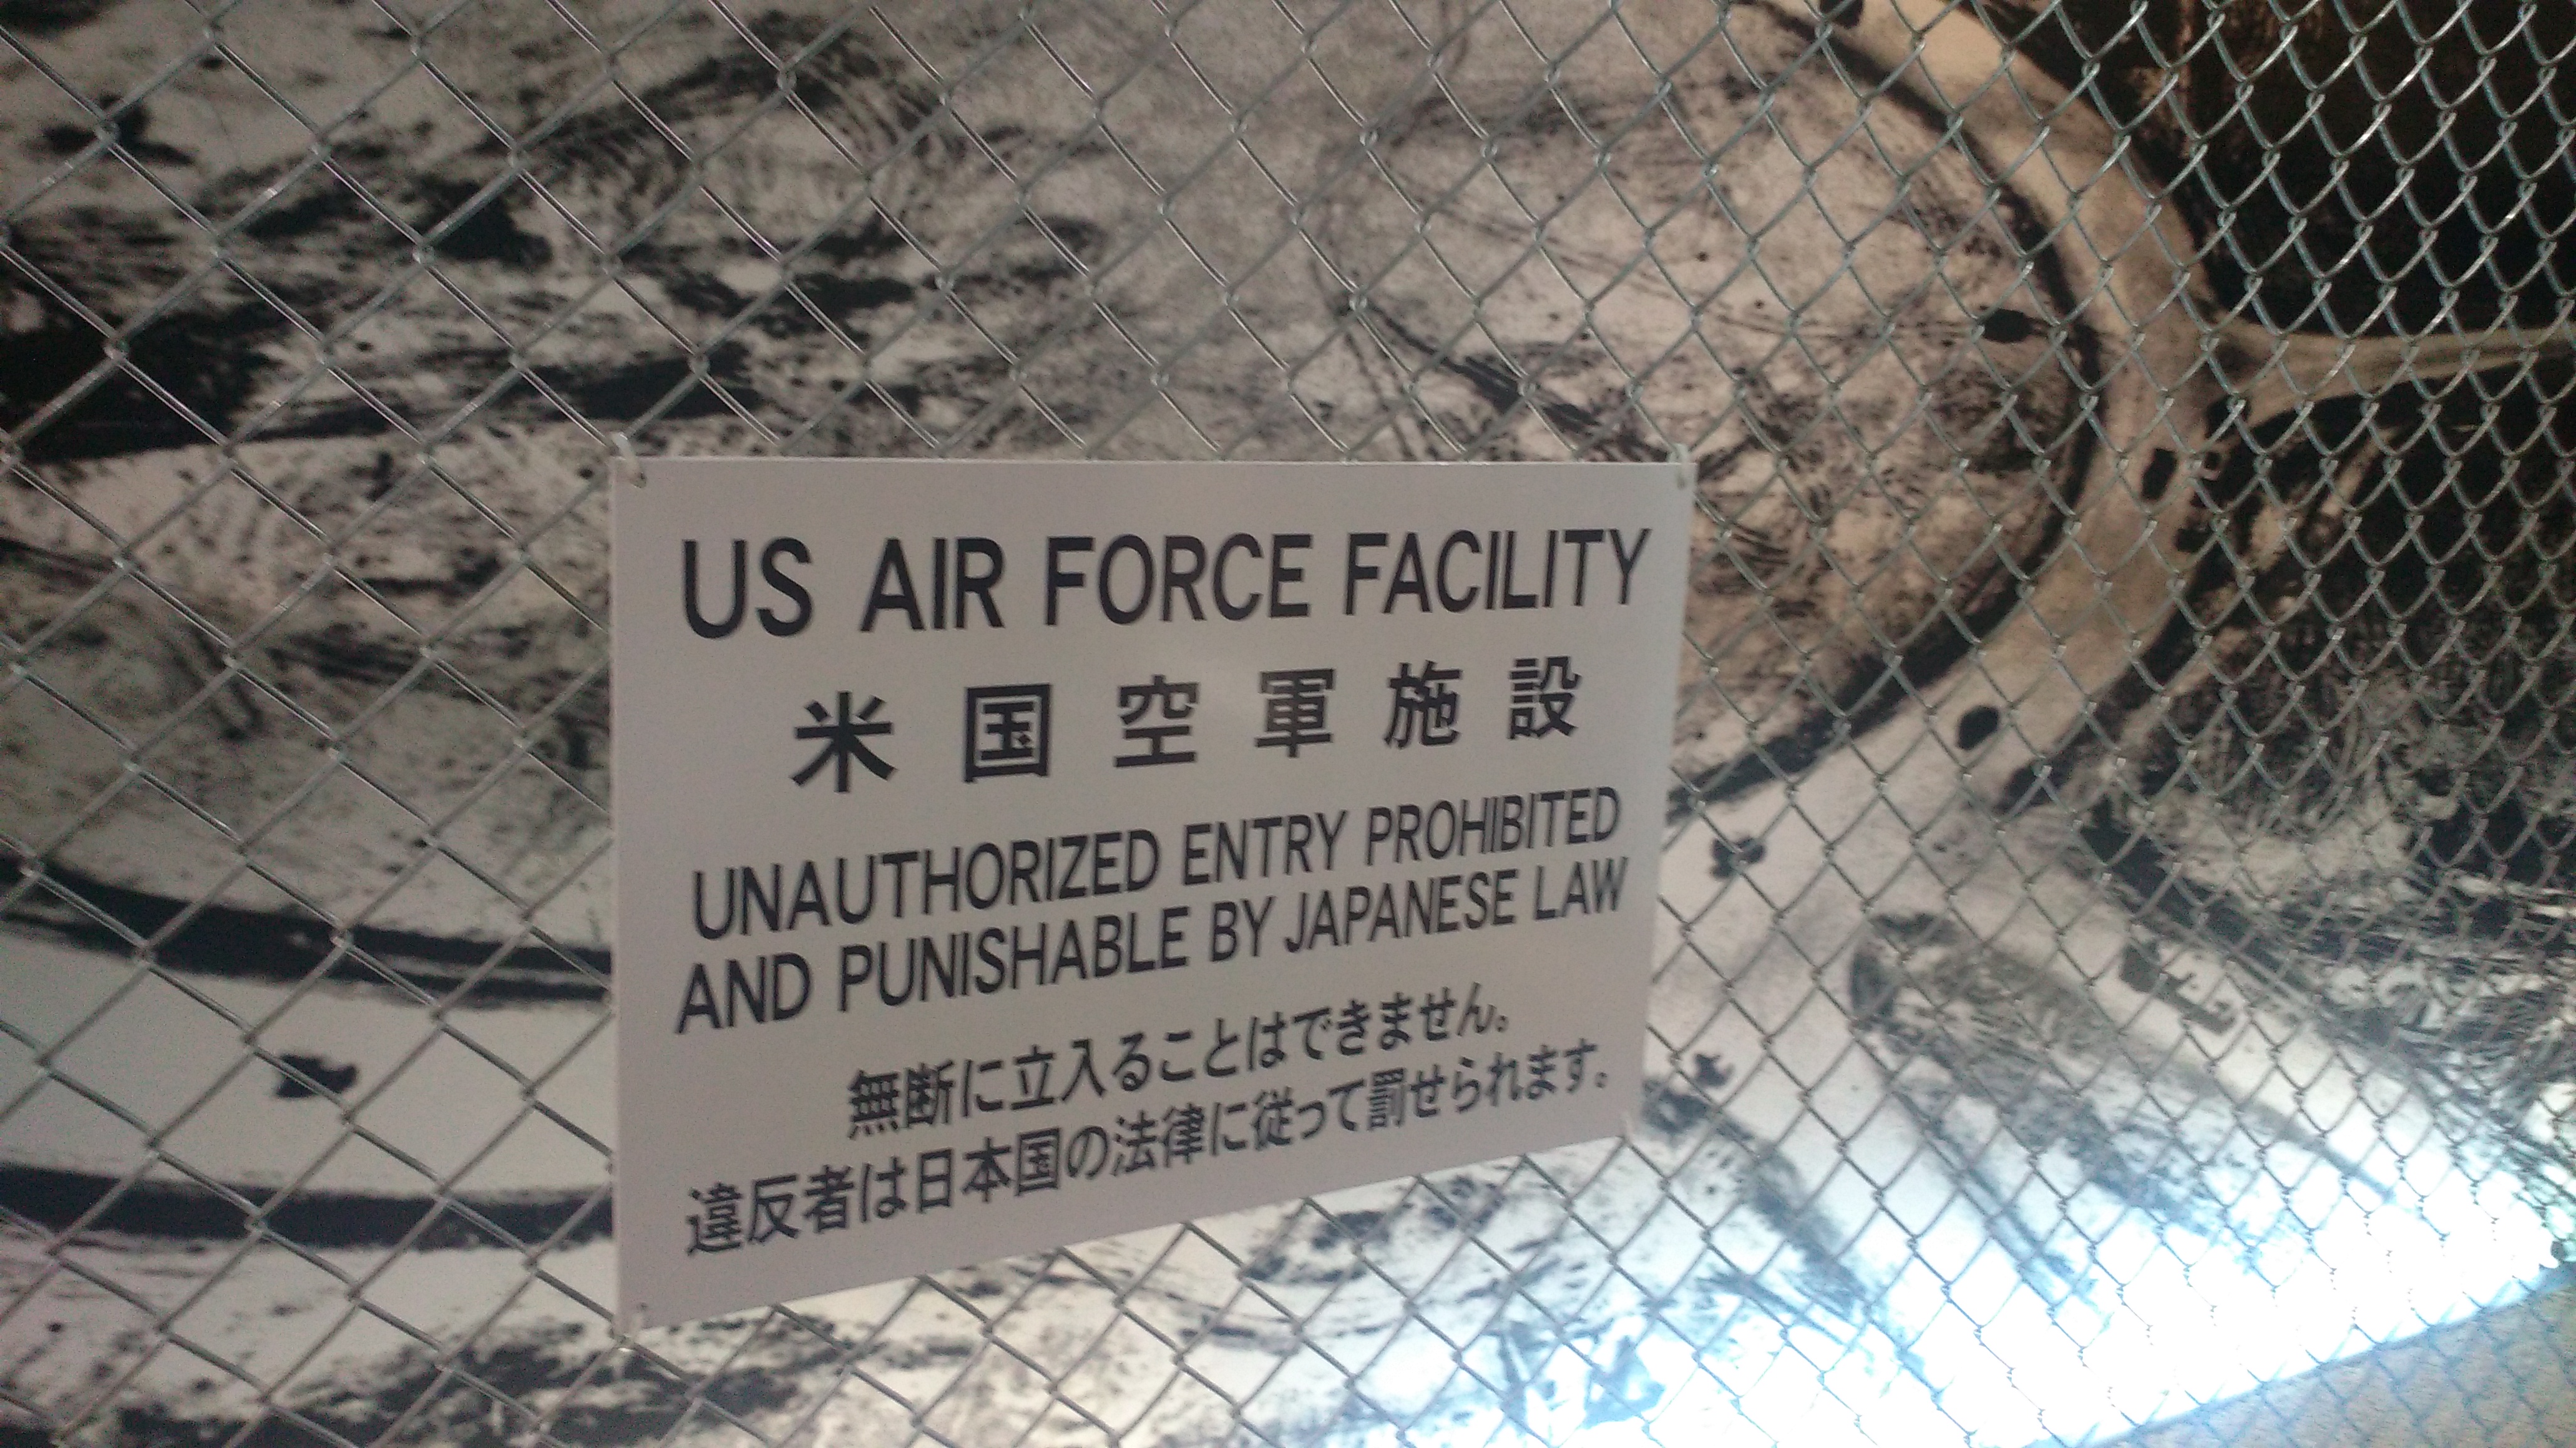 US AIR FORCE FACILITY
米国空軍施設
UNAUTHORIZED ENTRY PROHIBITED
AND PUNISHABLE BY JAPANESE LAW
無断に立入ることはできません。
違反者は日本国の法律に従って罰せられます。